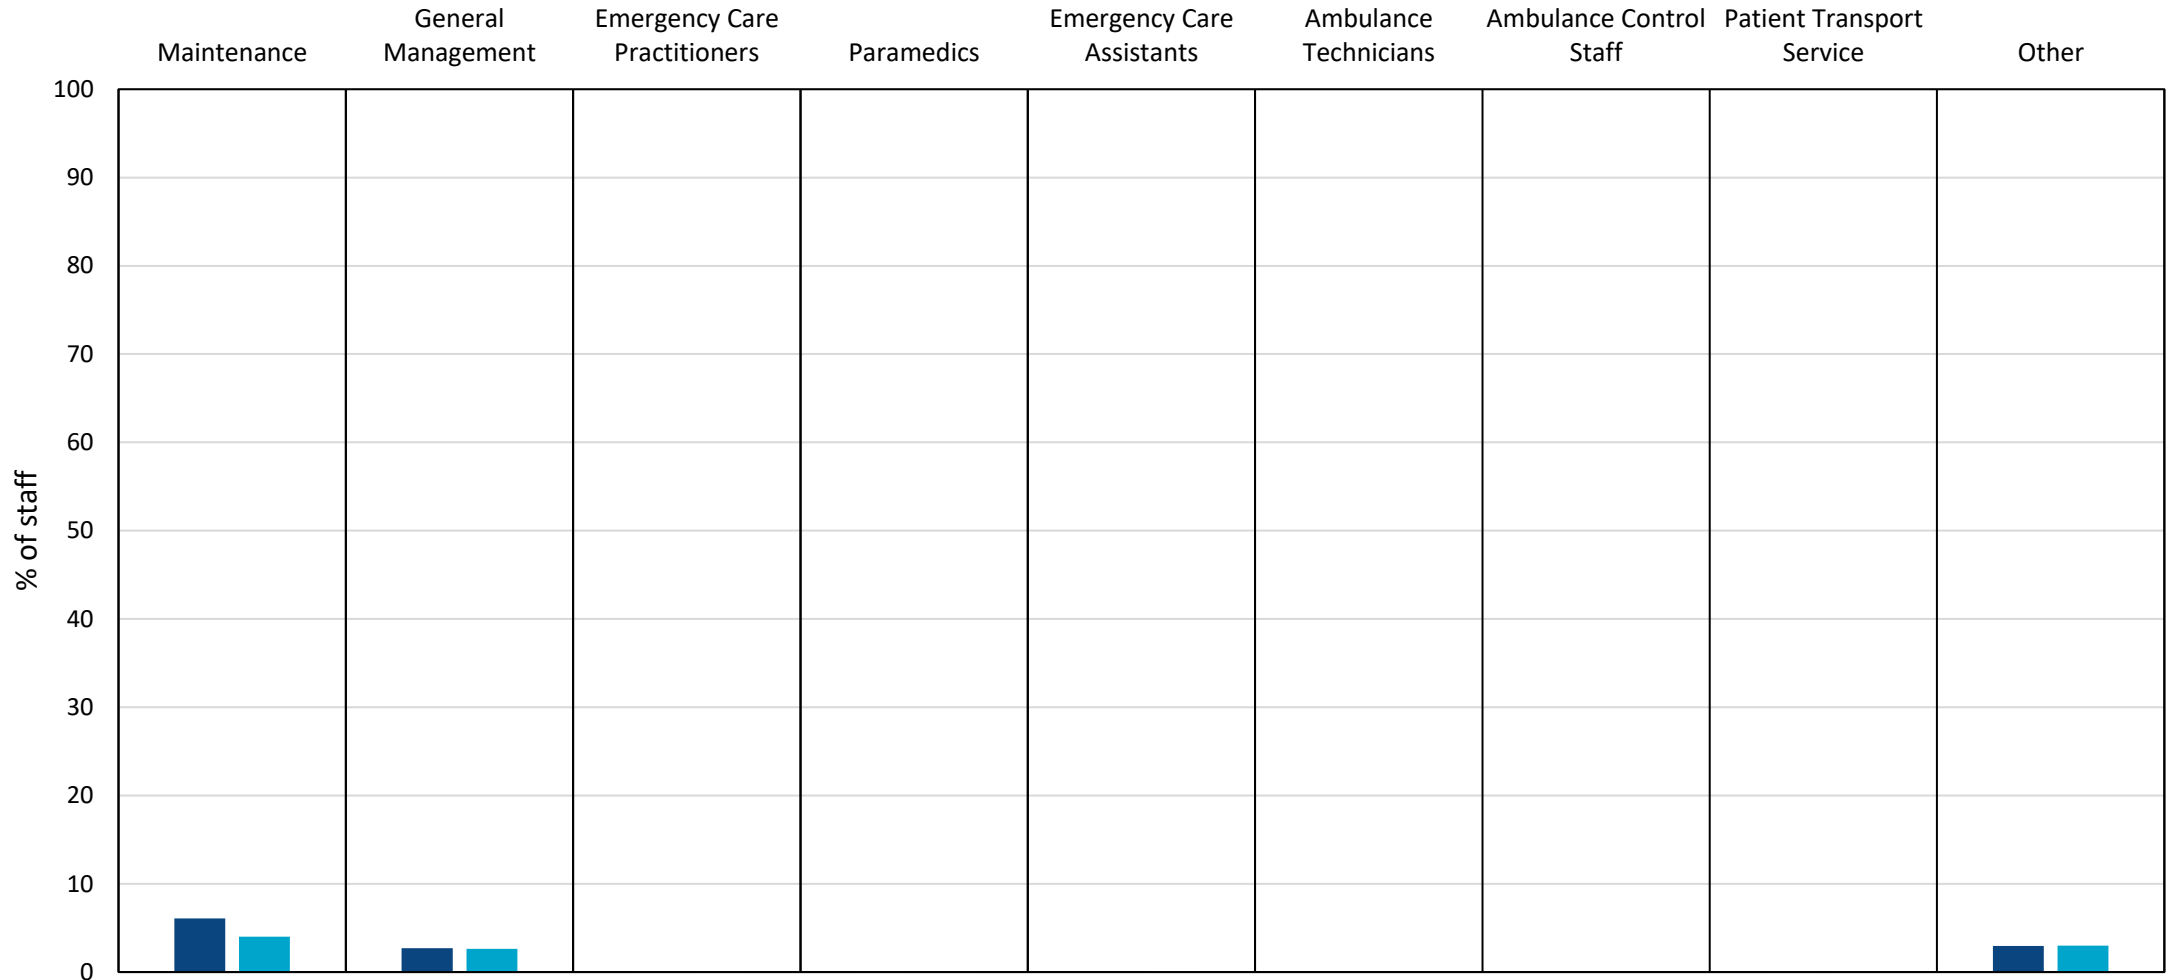 Maintenance
General
Management
Emergency Care
Practitioners
Paramedics
Emergency Care
Assistants
Ambulance
Technicians
Ambulance Control
Staff
Patient Transport
Service
Other
100
90
80
70
60
50
40
30
20
10
0
% of staff